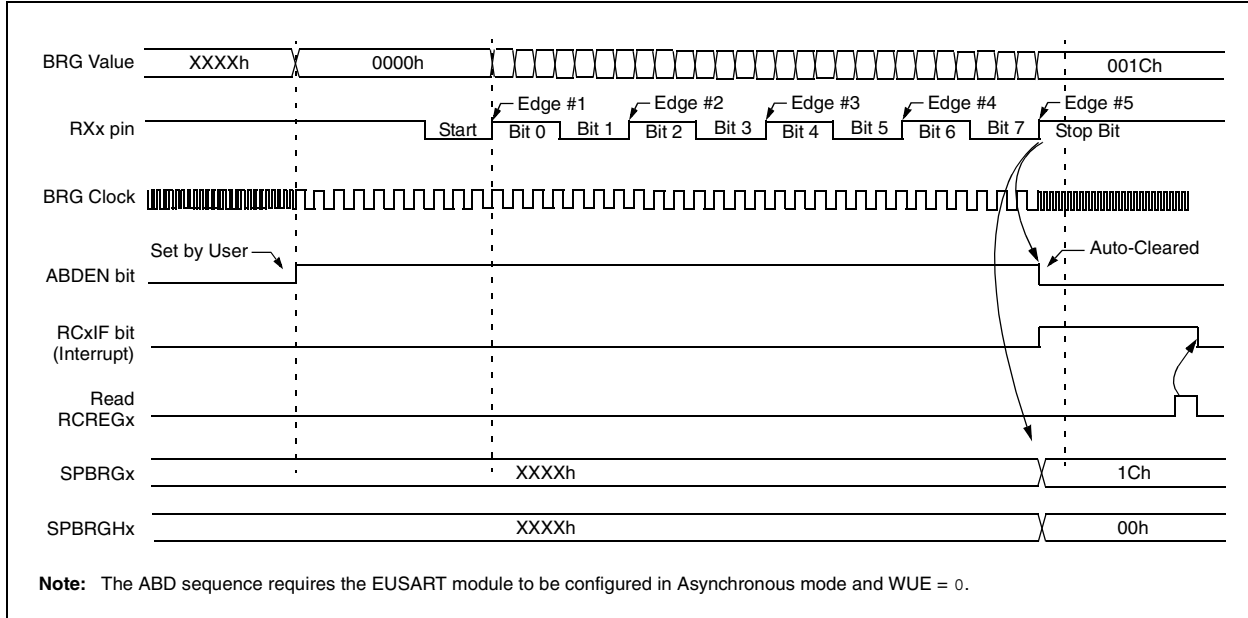 BRG Value XXXXh 0000h 001Ch
Edge #1 Edge #2 Edge #3 Edge #4 Edge #5
RXx pin Start Bit 0 Bit 1 Bit 2 Bit 3 Bit 4 Bit 5 Bit 6 Bit 7 Stop Bit
BRG Clock
Set by User Auto-Cleared
ABDEN bit
RCxIF bit
(Interrupt)
Read
RCREGx
SPBRGx XXXXh 1Ch
SPBRGHx XXXXh 00h
Note: The ABD sequence requires the EUSART module to be configured in Asynchronous mode and WUE = 0.